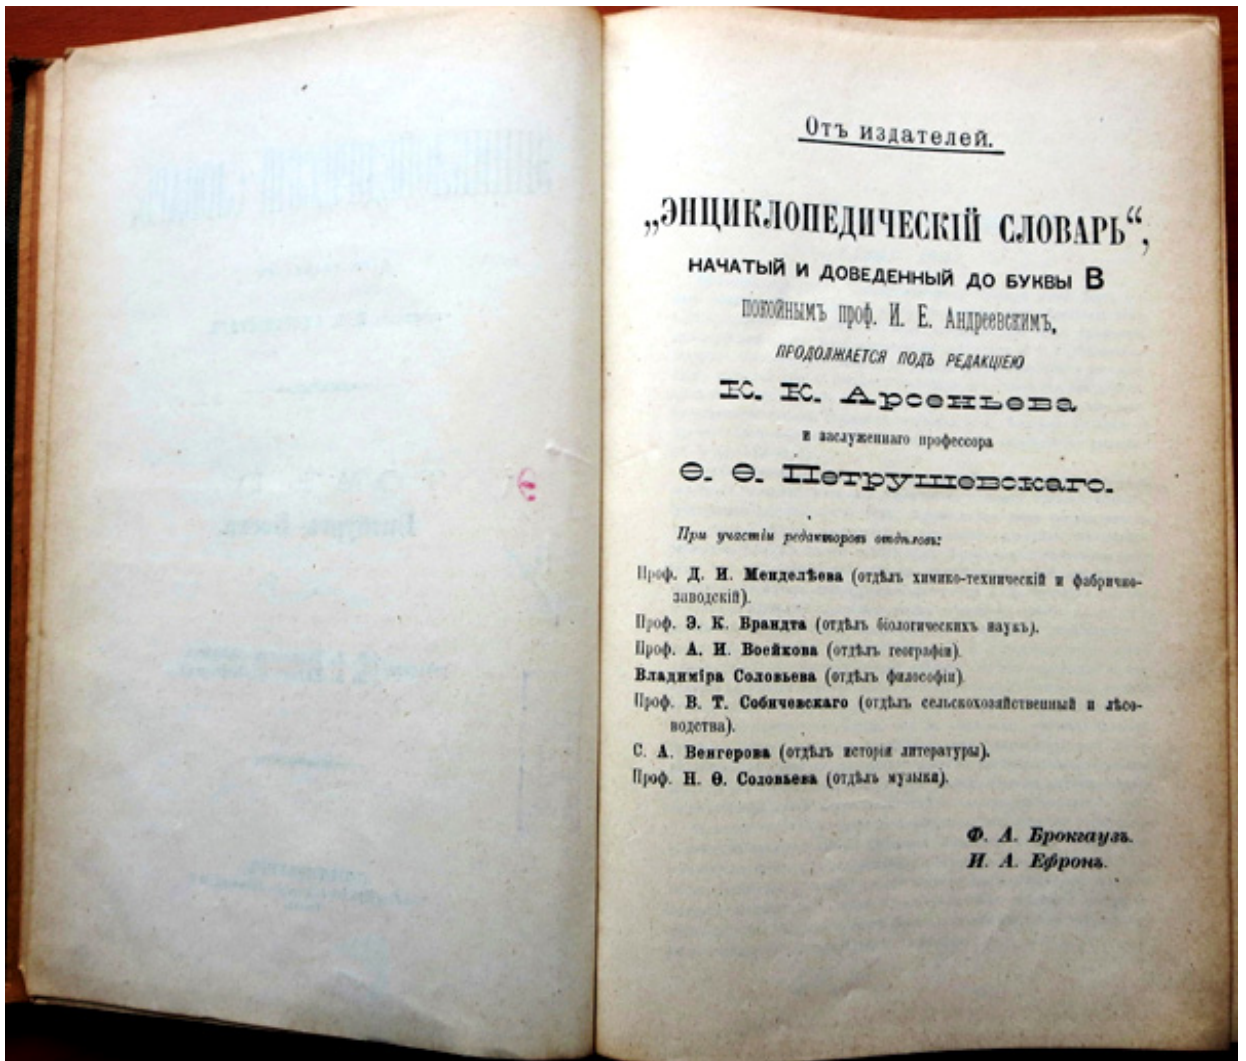 Отъ издателей.
„ЭНЦИКЛОПЕДИЧЕСКІЙ СЛОВАРЬ“,
НАЧАТЫЙ И ДОВЕДЕННЫЙ ДО БУКВЫ В
покойнымъ проф. И. Е. Андреевскимъ,
ПРОДОЛЖАЕТСЯ ПОДЪ РЕДАКЦІЕЮ
К. К. Арсеньева
и заслуженнаго профессора
Ѳ. Ѳ. Петрушевскаго.
При участіи редакторовъ отдѣловъ:
Проф. Д. И. Менделѣева (отдѣлъ химико-техническій и фабрично-
заводскій).
Проф. Э. К. Брандта (отдѣлъ біологическихъ наукъ).
Проф. А. И. Воейкова (отдѣлъ географіи).
Владиміра Соловьева (отдѣлъ философіи)
Проф. В. Т. Собичевскаго (отдѣлъ сельскохозяйственный и лѣсо-
водства).
С. А. Венгерова (отдѣлъ исторіи литературы).
Проф. Н. Ѳ. Соловьева (отдѣлъ музыки).
Ф. А. Брокгаузъ.
И. А. Ефронъ.